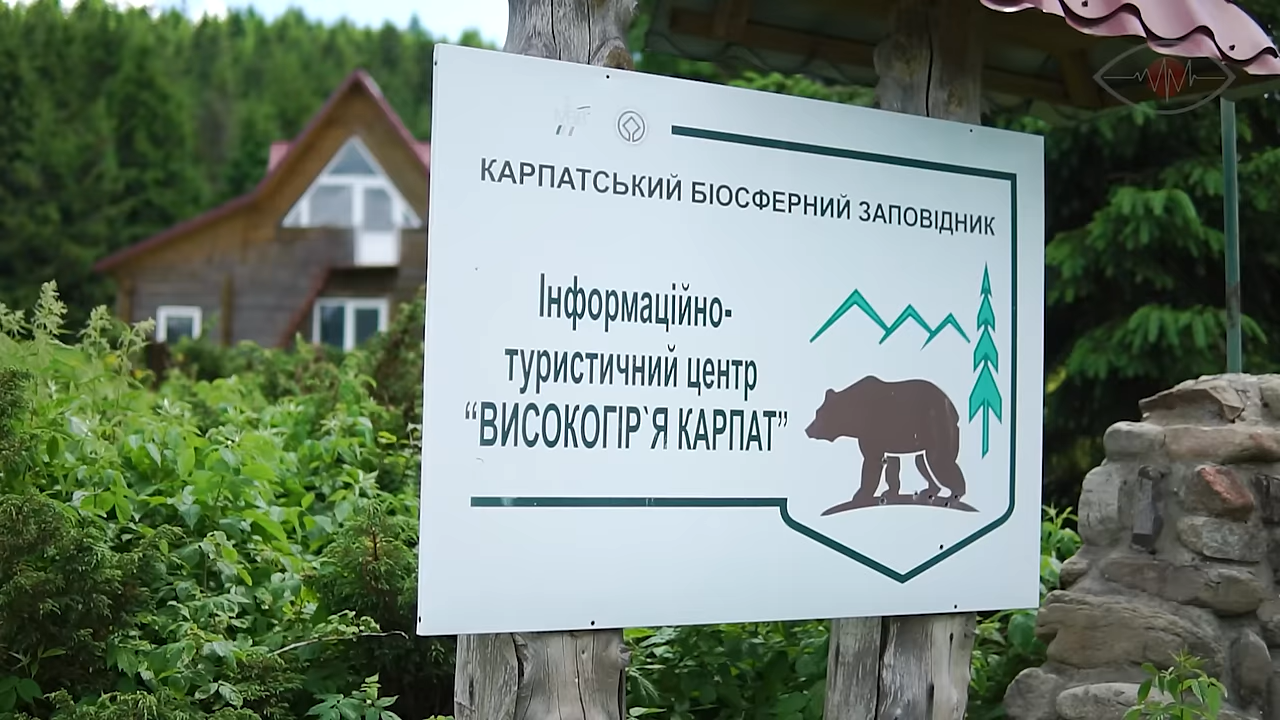 КАРПАТСЬКИЙ БІОСФЕРНИЙ ЗАПОВІДНИК
Інформаційно-
туристичний центр
“ВИСОКОГІР`Я КАРПАТ”